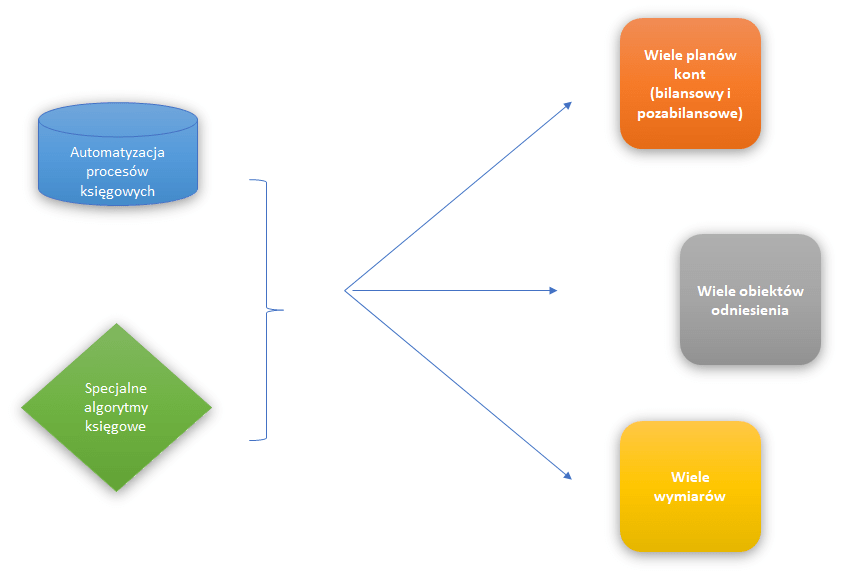 Automatyzacja
procesów
księgowych
Specjalne
algorytmy
księgowe
Wiele planów
kont
(bilansowy i
pozabilansowe)
Wiele obiektów
odniesienia
Wiele
wymiarów